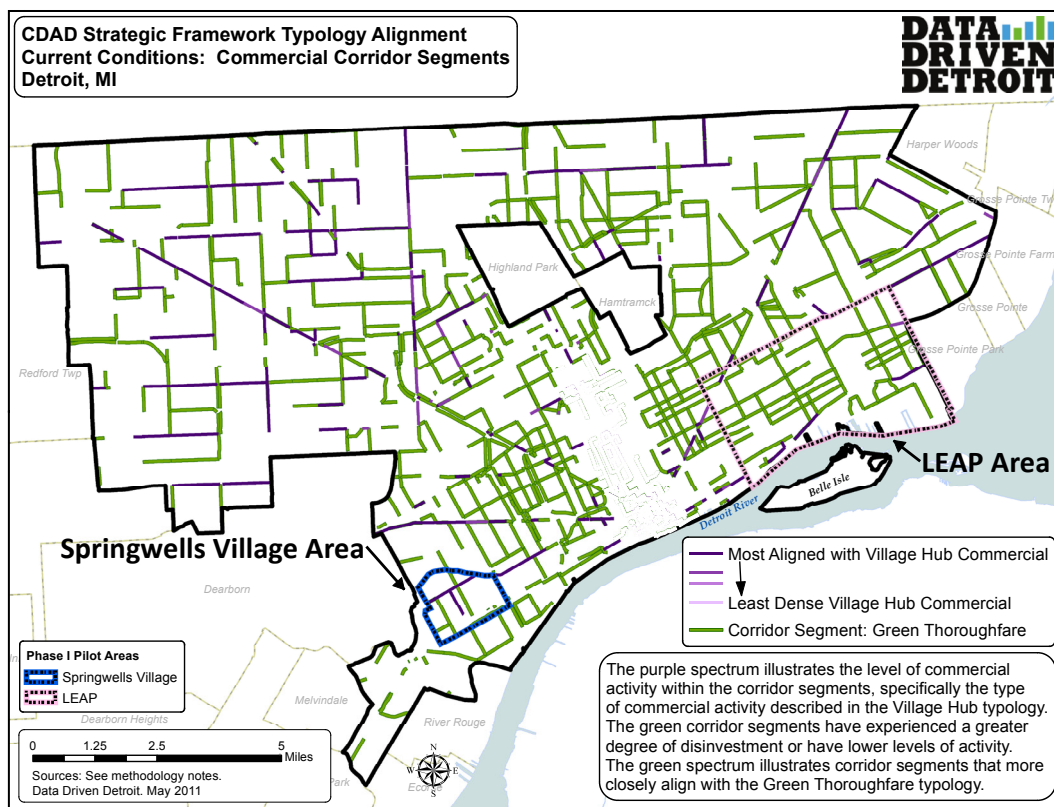 CDAD Strategic Framework Typology Alignment
Current Conditions: Commercial Corridor Segments
Detroit, MI
DATA
DRIVEN
DETROIT
Harper Woods
Grosse Pointe Tw
Highland Park
Grosse Pointe Farm
Hamtramck
Grosse Pointe
Grosse Pointe Park
Redford Twp
LEAP Area
Belle Isle
Detroit River
Springwells Village Area
Dearborn
Most Aligned with Village Hub Commercial
Least Dense Village Hub Commercial
Corridor Segment: Green Thoroughfare
Phase I Pilot Areas
Springwells Village
LEAP
Melvindale
Dearborn Heights
River Rouge
The purple spectrum illustrates the level of commercial
activity within the corridor segments, specifically the type
of commercial activity described in the Village Hub typology.
The green corridor segments have experienced a greater
degree of disinvestment or have lower levels of activity.
The green spectrum illustrates corridor segments that more
closely align with the Green Thoroughfare typology.
0 1.25 2.5 5
Miles
Sources: See methodology notes.
Data Driven Detroit. May 2011
Park
Ecorse
N
W E
S